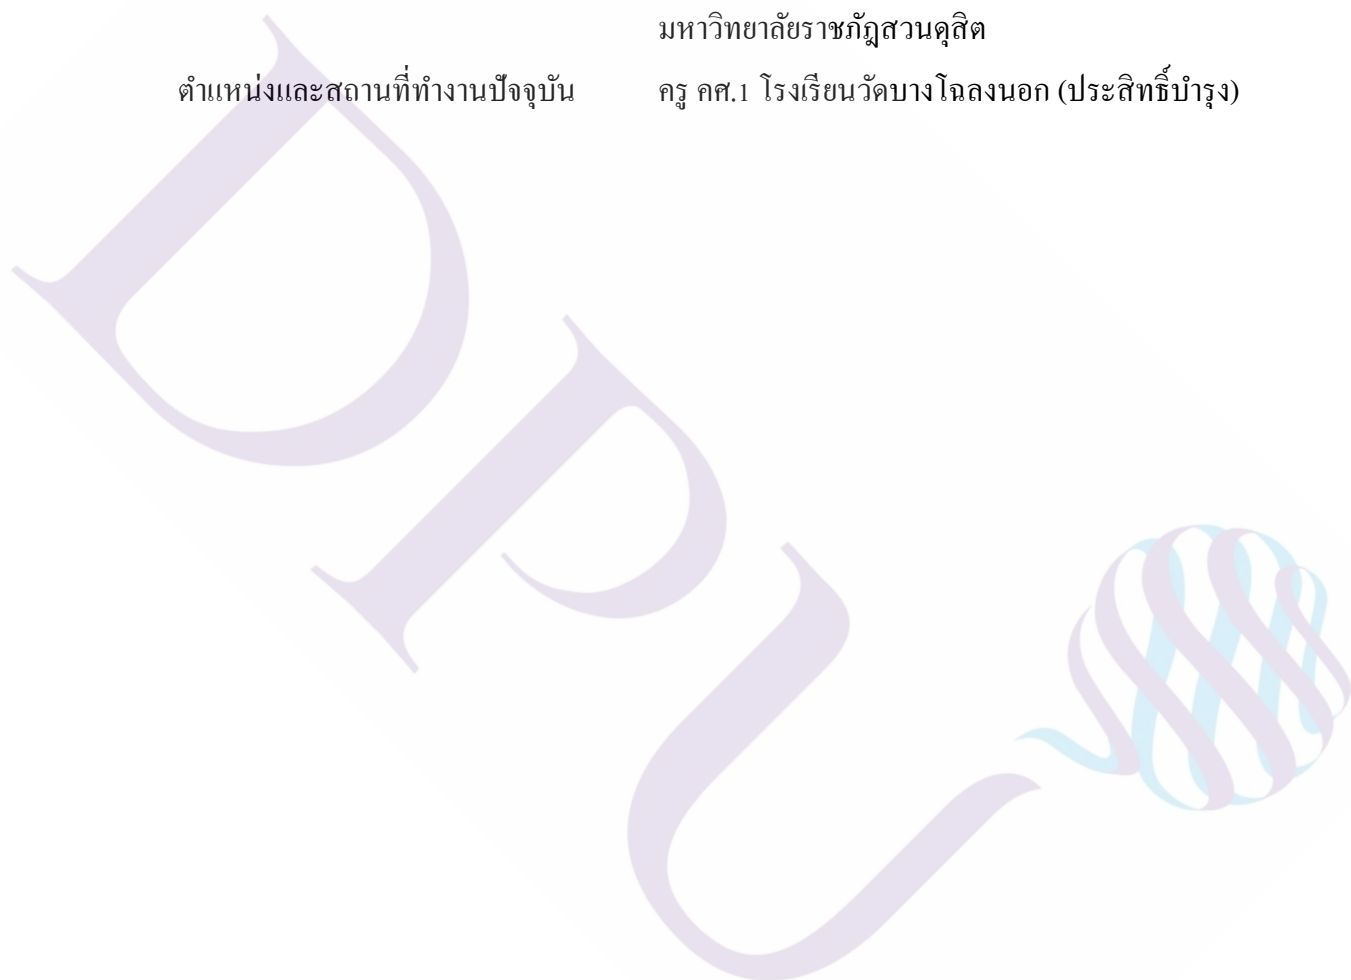 มหาวิทยาลัยราชภัฎสวนดุสิต
ตำแหน่งและสถานที่ทำงานปัจจุบัน ครู คศ.1 โรงเรียนวัดบางโฉลงนอก (ประสิทธิ์บำรุง)
DPU